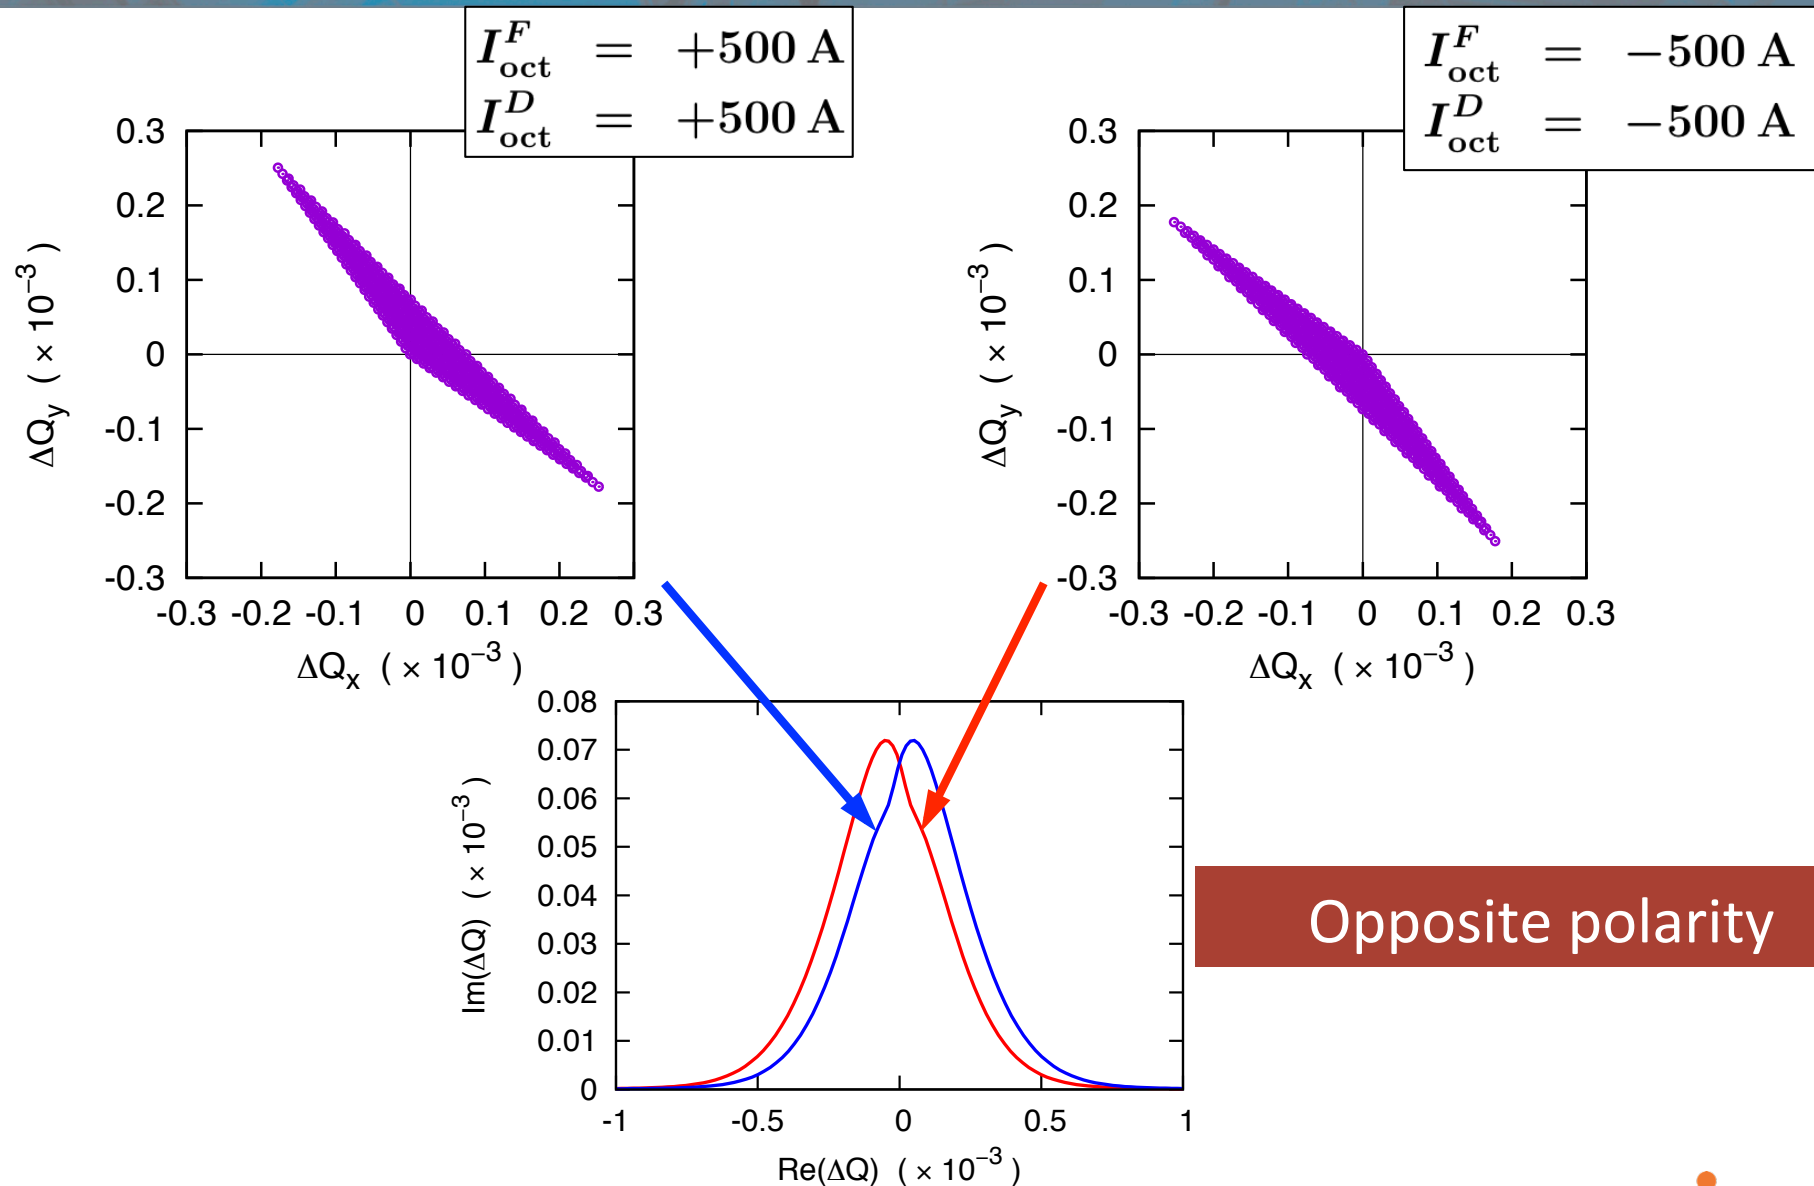 I_oct^F = +500 A
I_oct^D = +500 A
I_oct^F = −500 A
I_oct^D = −500 A
0.3
0.2
0.1
0
-0.1
-0.2
-0.3
ΔQ_y ( × 10^−3 )
-0.3 -0.2 -0.1 0 0.1 0.2 0.3
ΔQ_x ( × 10^−3 )
0.3
0.2
0.1
0
-0.1
-0.2
-0.3
ΔQ_y ( × 10^−3 )
-0.3 -0.2 -0.1 0 0.1 0.2 0.3
ΔQ_x ( × 10^−3 )
0.08
0.07
0.06
0.05
0.04
0.03
0.02
0.01
0
Im(ΔQ) ( × 10^−3 )
-1 -0.5 0 0.5 1
Re(ΔQ) ( × 10^−3 )
Opposite polarity